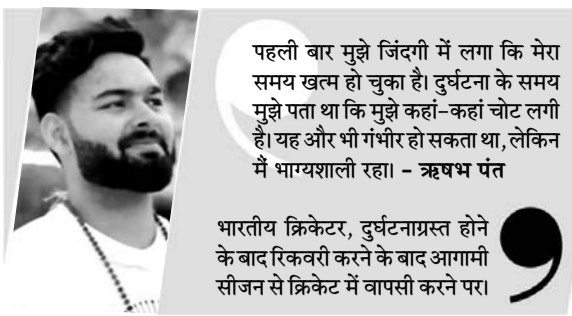 पहली बार मुझे जिंदगी में लगा कि मेरा
समय खत्म हो चुका है। दुर्घटना के समय
मुझे पता था कि मुझे कहां-कहां चोट लगी
है। यह और भी गंभीर हो सकता था, लेकिन
मैं भाग्यशाली रहा। - ऋषभ पंत
भारतीय क्रिकेटर, दुर्घटनाग्रस्त होने
के बाद रिकवरी करने के बाद आगामी
सीजन से क्रिकेट में वापसी करने पर।